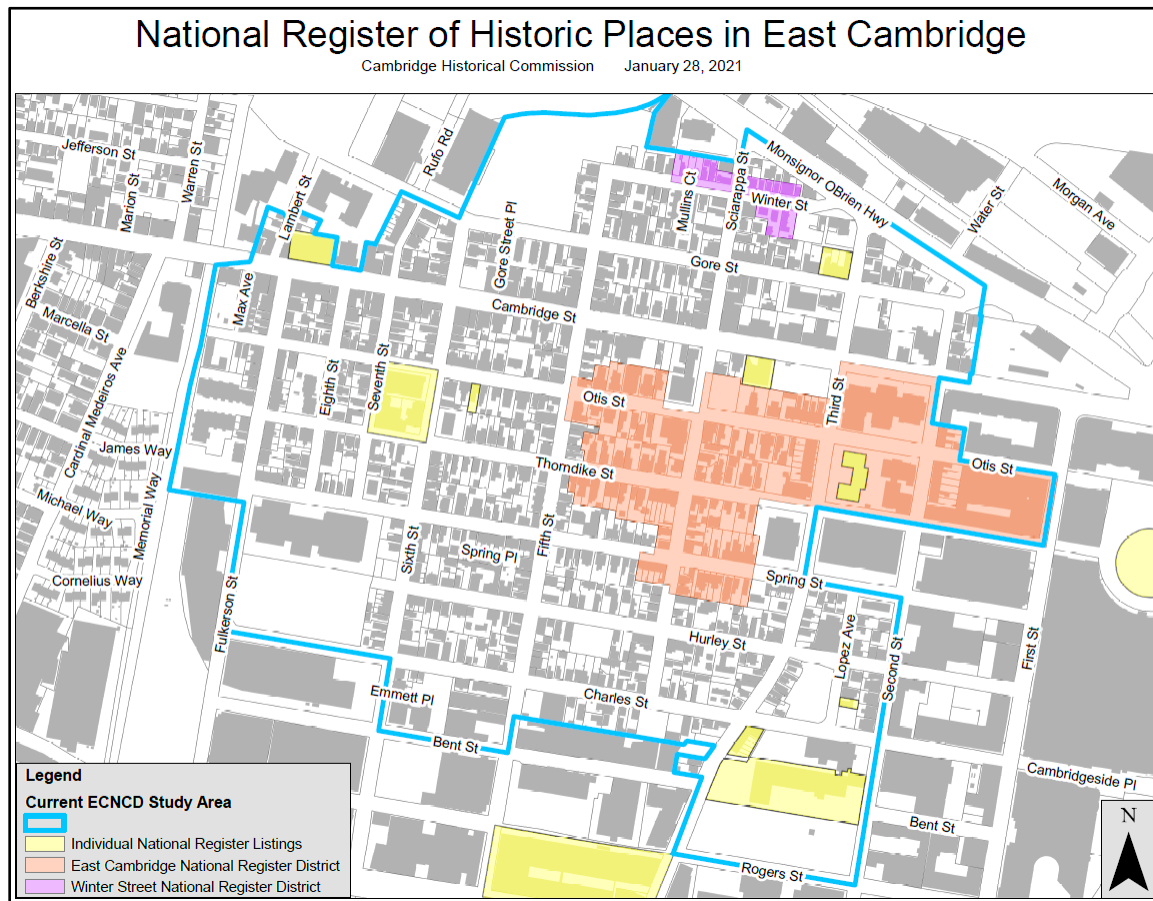 National Register of Historic Places in East Cambridge
Cambridge Historical Commission January 28, 2021
Jefferson St
Marion St
Warren St
Lambert St
Rufo Rd
Gore Street Pl
Mullins Ct
Sciarappa St
Winter St
Monsignor OBrien Hwy
Water St
Morgan Ave
Berkshire St
Marcella St
Max Ave
Gore St
Cambridge St
Cardinal Medeiros Ave
Eighth St
Seventh St
Otis St
Third St
James Way
Thorndike St
Otis St
Michael Way
Memorial Way
Sixth St
Fifth St
Spring Pl
Spring St
Cornelius Way
Fulkerson St
Hurley St
Lopez Ave
Second St
First St
Emmett Pl
Charles St
Bent St
Cambridgeside Pl
Bent St
Rogers St
Legend
Current ECNCD Study Area
Individual National Register Listings
East Cambridge National Register District
Winter Street National Register District
N